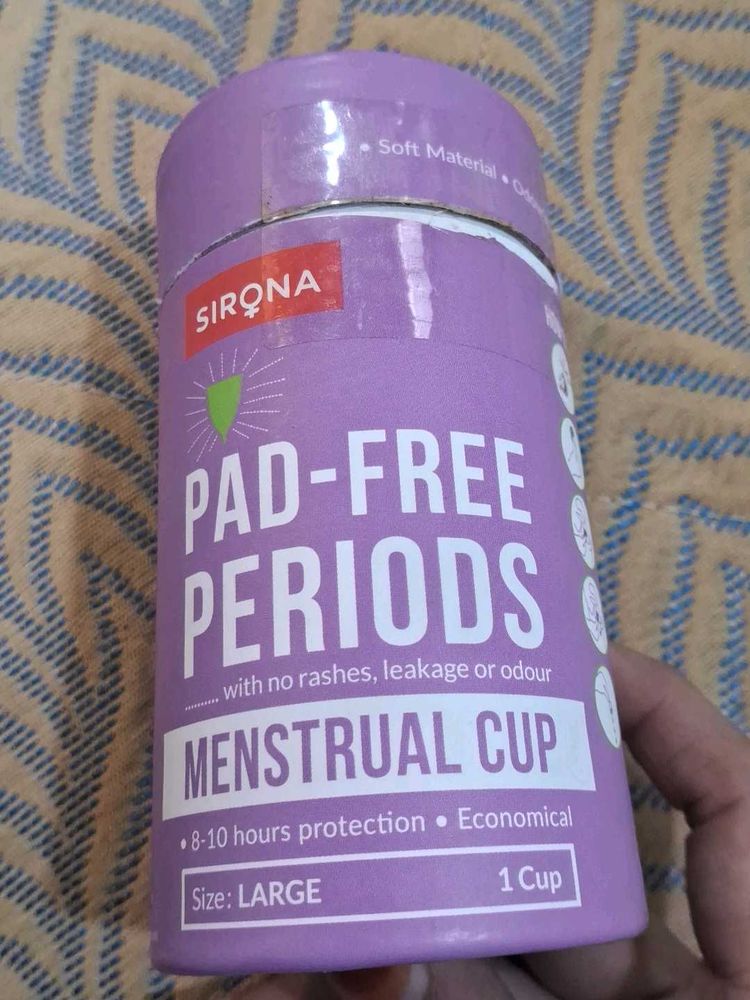 • Soft Material •
SIRONA
PAD-FREE
PERIODS
......... with no rashes, leakage or odour
MENSTRUAL CUP
• 8-10 hours protection • Economical
Size: LARGE 1 Cup